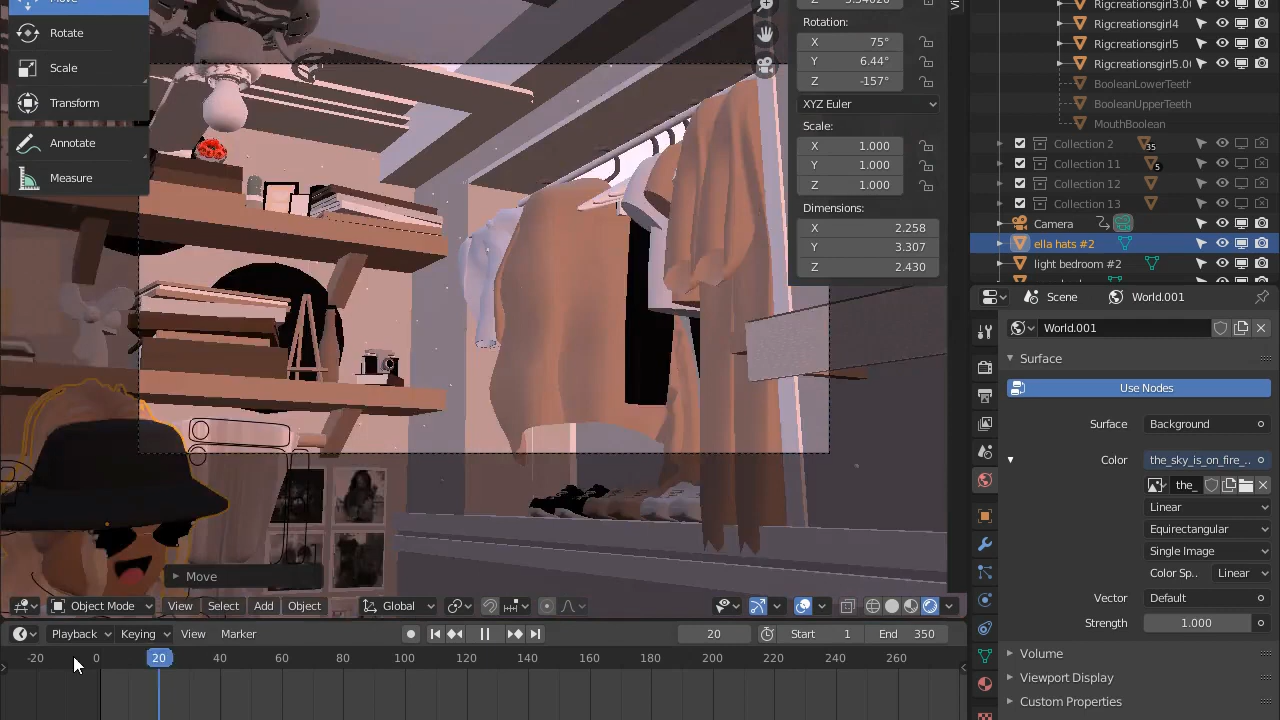 Move
Rotate
Scale
Transform
Annotate
Measure
Z
Rotation:
X 75°
Y 6.44°
Z -157°
XYZ Euler
Scale:
X 1.000
Y 1.000
Z 1.000
Dimensions:
X 2.258
Y 3.307
Z 2.430
Rigcreationsgirl4
Rigcreationsgirl5
Rigcreationsgirl5.0
BooleanLowerTeeth
BooleanUpperTeeth
MouthBoolean
Collection 2 35
Collection 11 5
Collection 12
Collection 13
Camera
ella hats #2
light bedroom #2
Scene World.001
World.001
Surface
Use Nodes
Surface Background
Color the_sky_is_on_fire_..
the_
Linear
Equirectangular
Single Image
Color Sp.. Linear
Vector Default
Strength 1.000
Volume
Viewport Display
Custom Properties
Move
Object Mode View Select Add Object Global
Playback Keying View Marker 20 Start 1 End 350
-20 0 20 40 60 80 100 120 140 160 180 200 220 240 260